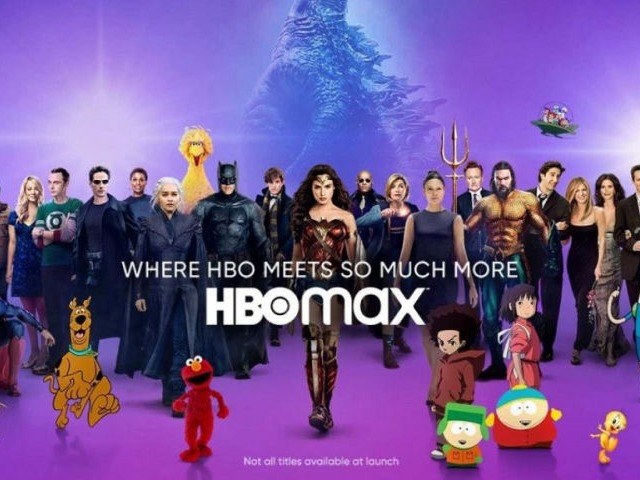 WHERE HBO MEETS SO MUCH MORE
HBOMAX
Not all titles available at launch